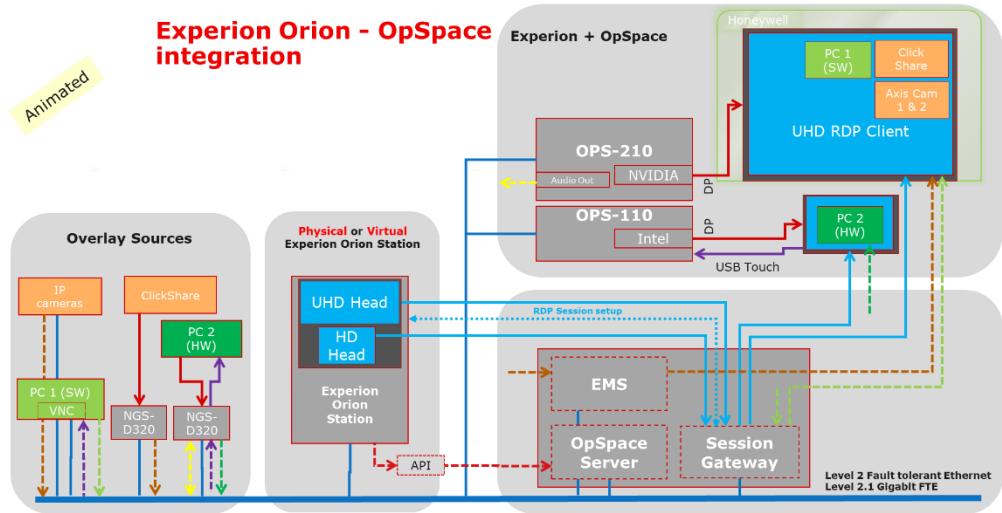 Experion Orion - OpSpace
integration
Animated
Experion + OpSpace
Honeywell
PC 1
(SW)
Click
Share
Axis Cam
1 & 2
UHD RDP Client
OPS-210
NVIDIA
Audio Out
DP
OPS-110
Intel
DP
USB Touch
PC 2
(HW)
Overlay Sources
IP
cameras
ClickShare
PC 2
(HW)
PC 1 (SW)
VNC
NGS-
D320
NGS-
D320
Physical or Virtual
Experion Orion Station
UHD Head
HD
Head
Experion
Orion
Station
RDP Session setup
API
EMS
OpSpace
Server
Session
Gateway
Level 2 Fault tolerant Ethernet
Level 2.1 Gigabit FTE